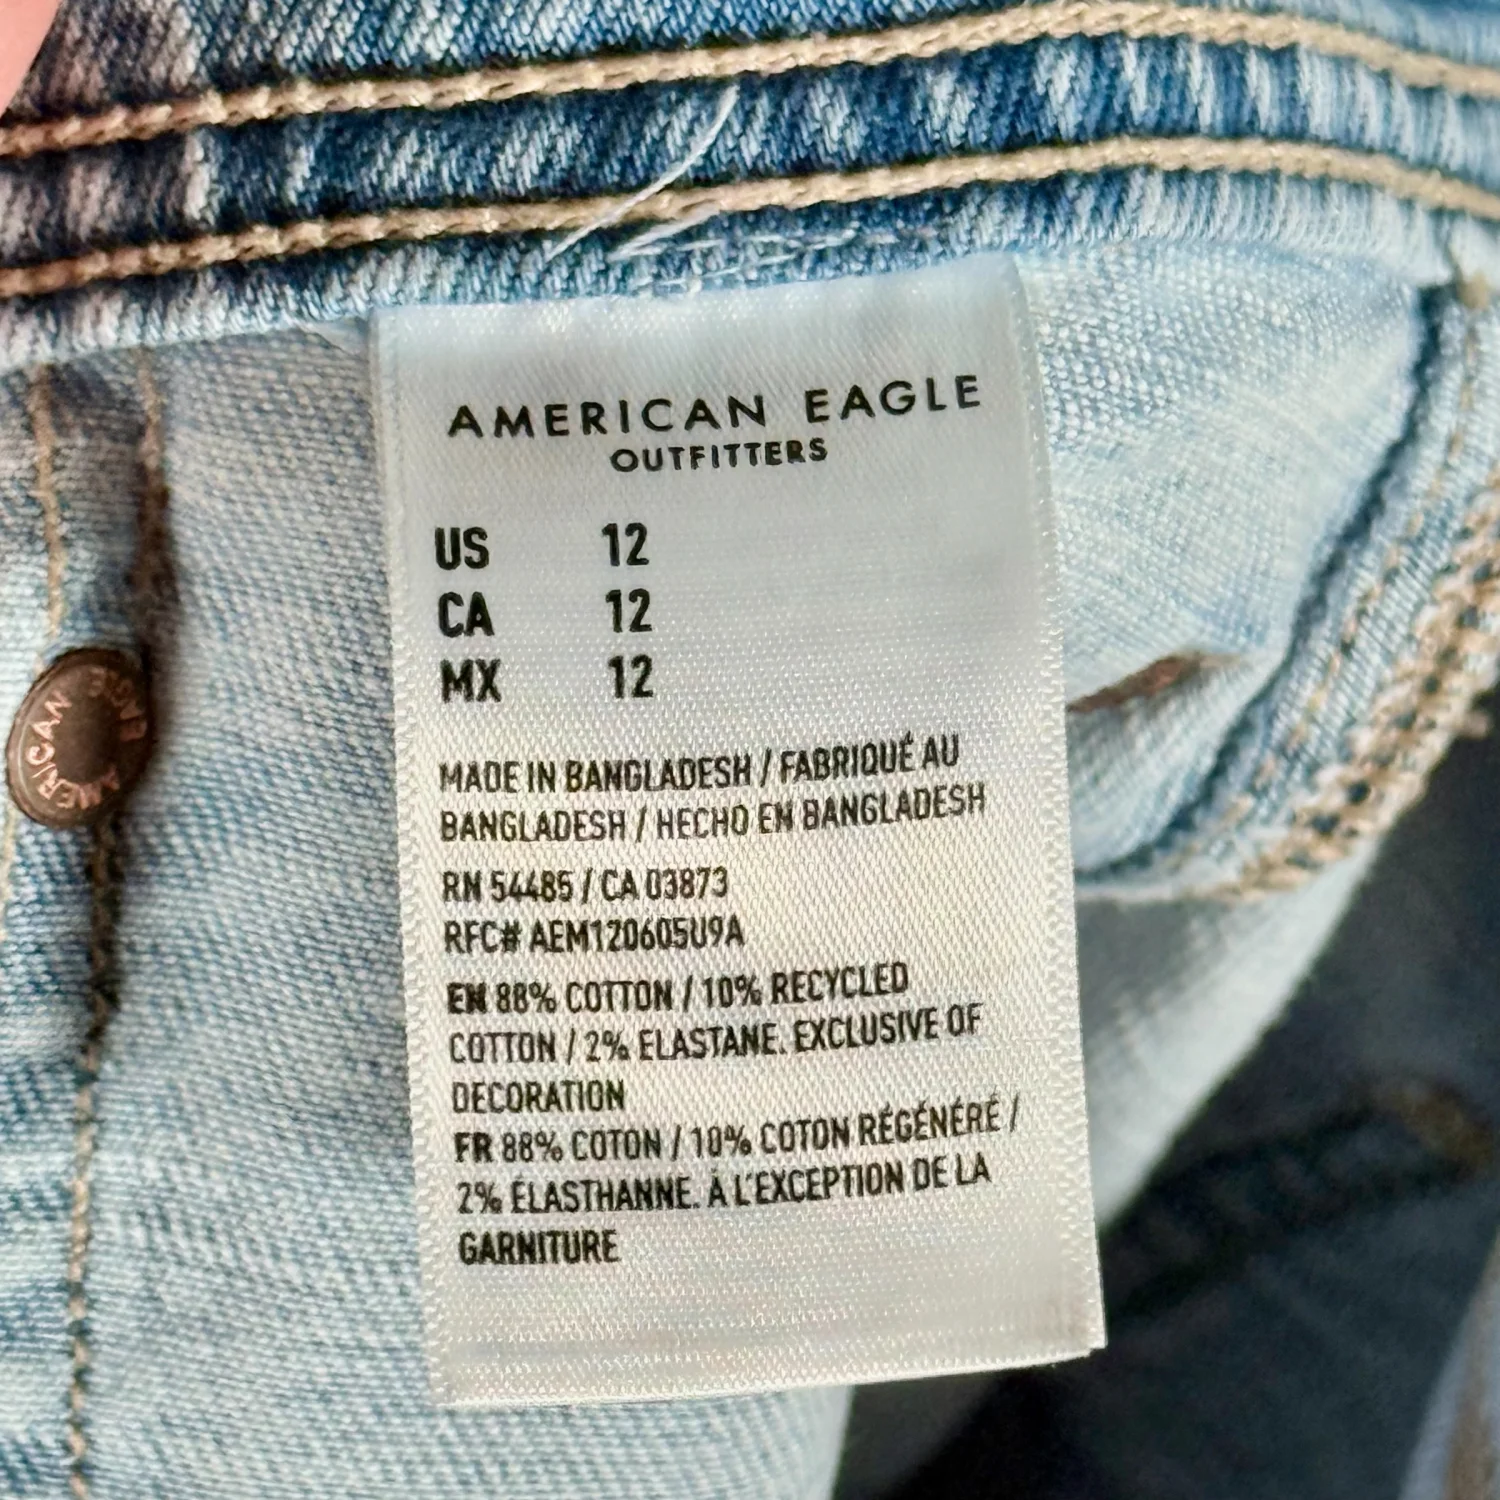 AMERICAN EAGLE
OUTFITTERS
US 12
CA 12
MX 12
MADE IN BANGLADESH / FABRIQUÉ AU
BANGLADESH / HECHO EN BANGLADESH
RN 54485 / CA 03873
RFC# AEM120605U9A
EN 88% COTTON / 10% RECYCLED
COTTON / 2% ELASTANE. EXCLUSIVE OF
DECORATION
FR 88% COTON / 10% COTON RÉGÉNÉRÉ /
2% ÉLASTHANNE. À L'EXCEPTION DE LA
GARNITURE
AMERICAN EAGLE